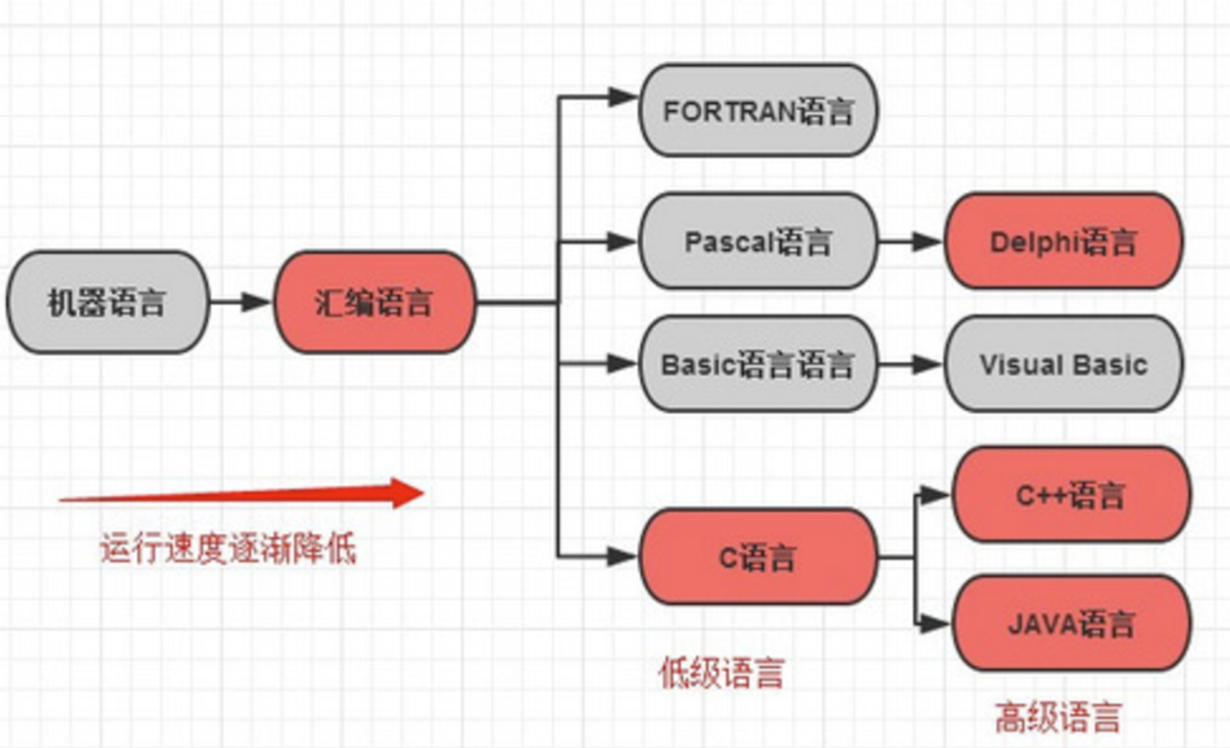 FORTRAN语言
Pascal语言
Delphi语言
机器语言
汇编语言
Basic语言语言
Visual Basic
C++语言
运行速度逐渐降低
C语言
JAVA语言
低级语言
高级语言